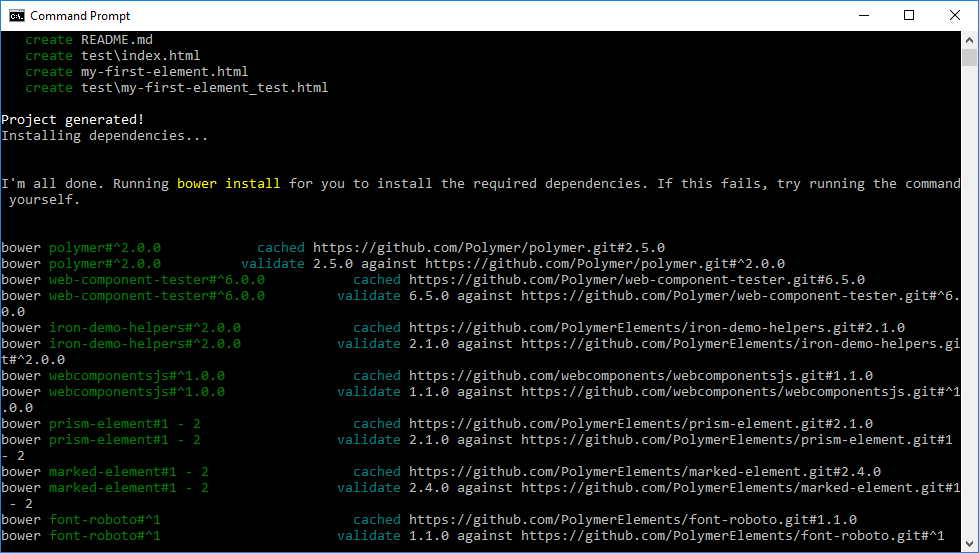 Command Prompt
create README.md
create test\index.html
create my-first-element.html
create test\my-first-element_test.html
Project generated!
Installing dependencies...
I'm all done. Running bower install for you to install the required dependencies. If this fails, try running the command
yourself.
bower polymer#^2.0.0 cached https://github.com/Polymer/polymer.git#2.5.0
bower polymer#^2.0.0 validate 2.5.0 against https://github.com/Polymer/polymer.git#^2.0.0
bower web-component-tester#^6.0.0 cached https://github.com/Polymer/web-component-tester.git#6.5.0
bower web-component-tester#^6.0.0 validate 6.5.0 against https://github.com/Polymer/web-component-tester.git#^6.
0.0
bower iron-demo-helpers#^2.0.0 cached https://github.com/PolymerElements/iron-demo-helpers.git#2.1.0
bower iron-demo-helpers#^2.0.0 validate 2.1.0 against https://github.com/PolymerElements/iron-demo-helpers.gi
t#^2.0.0
bower webcomponentsjs#^1.0.0 cached https://github.com/webcomponents/webcomponentsjs.git#1.1.0
bower webcomponentsjs#^1.0.0 validate 1.1.0 against https://github.com/webcomponents/webcomponentsjs.git#^1
.0.0
bower prism-element#1 - 2 cached https://github.com/PolymerElements/prism-element.git#2.1.0
bower prism-element#1 - 2 validate 2.1.0 against https://github.com/PolymerElements/prism-element.git#1
- 2
bower marked-element#1 - 2 cached https://github.com/PolymerElements/marked-element.git#2.4.0
bower marked-element#1 - 2 validate 2.4.0 against https://github.com/PolymerElements/marked-element.git#1
- 2
bower font-roboto#^1 cached https://github.com/PolymerElements/font-roboto.git#1.1.0
bower font-roboto#^1 validate 1.1.0 against https://github.com/PolymerElements/font-roboto.git#^1